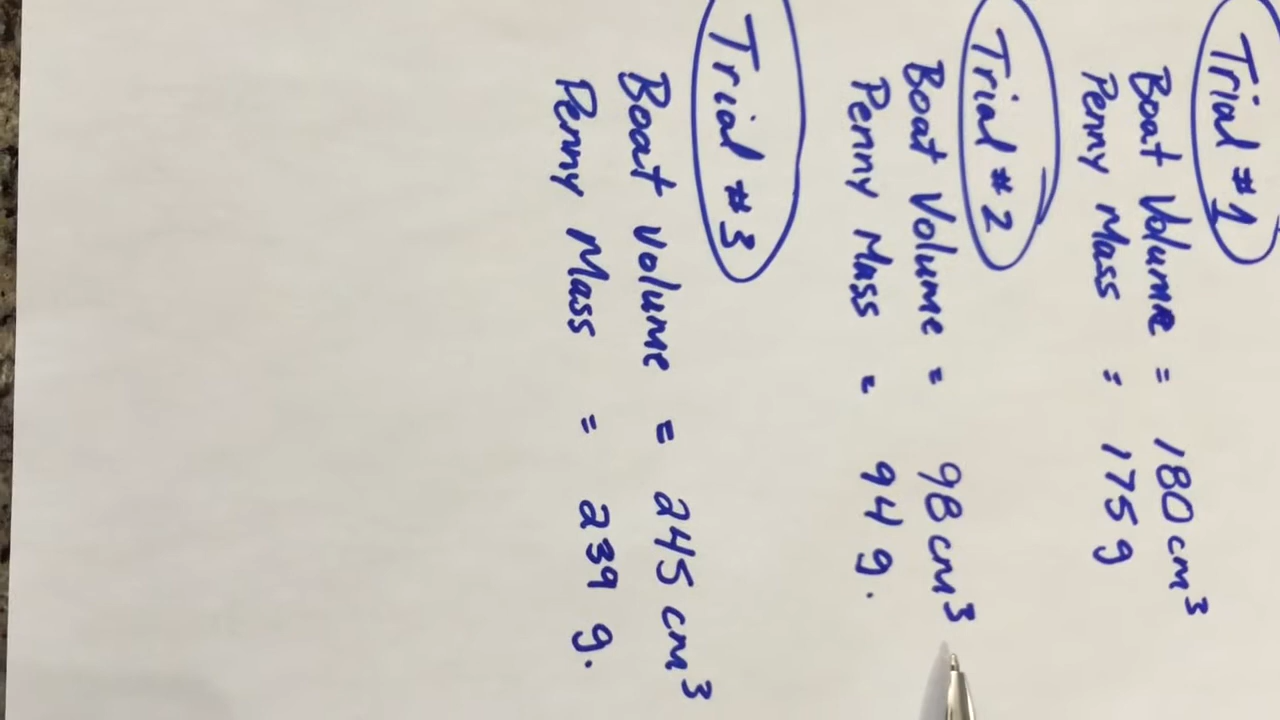 Trial #1
Boat Volume = 180 cm³
Penny Mass = 175 g
Trial #2
Boat Volume = 98 cm³
Penny Mass = 94 g.
Trial #3
Boat Volume = 245 cm³
Penny Mass = 239 g.